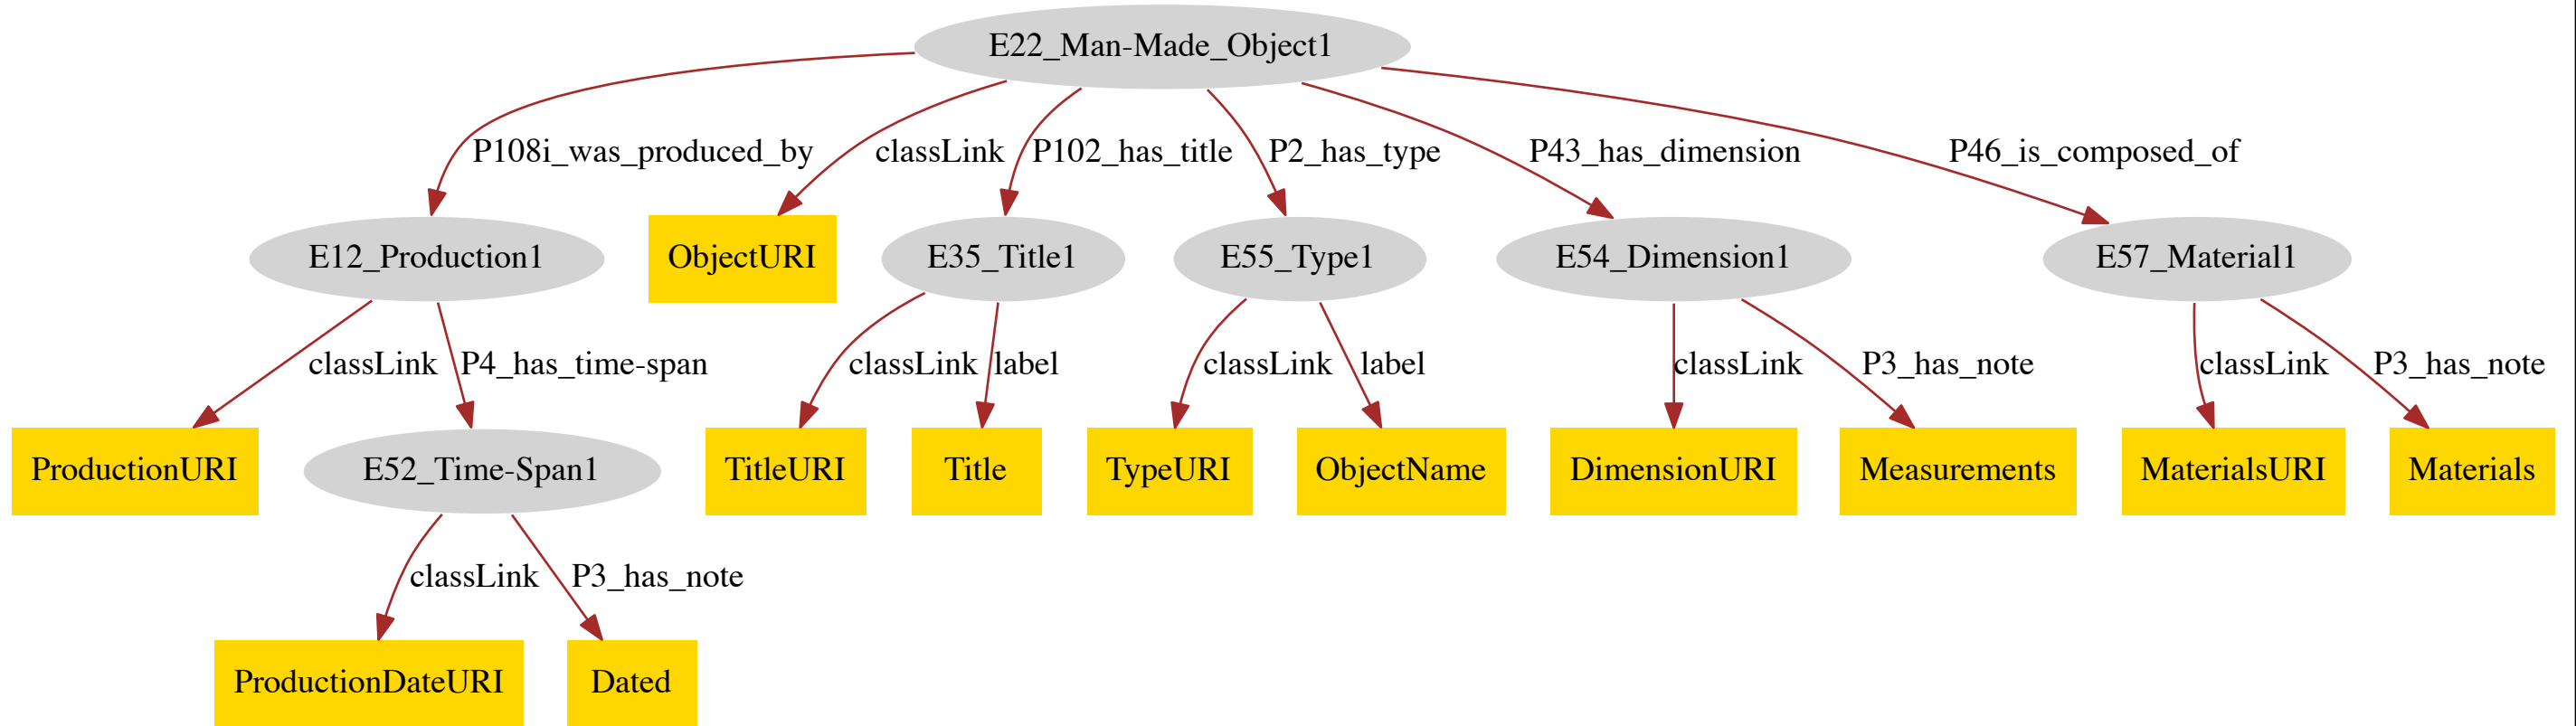 E22_Man-Made_Object1
P108i_was_produced_by
classLink
P102_has_title
P2_has_type
P43_has_dimension
P46_is_composed_of
E12_Production1
ObjectURI
E35_Title1
E55_Type1
E54_Dimension1
E57_Material1
classLink
P4_has_time-span
classLink
label
classLink
label
classLink
P3_has_note
classLink
P3_has_note
ProductionURI
E52_Time-Span1
TitleURI
Title
TypeURI
ObjectName
DimensionURI
Measurements
MaterialsURI
Materials
classLink
P3_has_note
ProductionDateURI
Dated